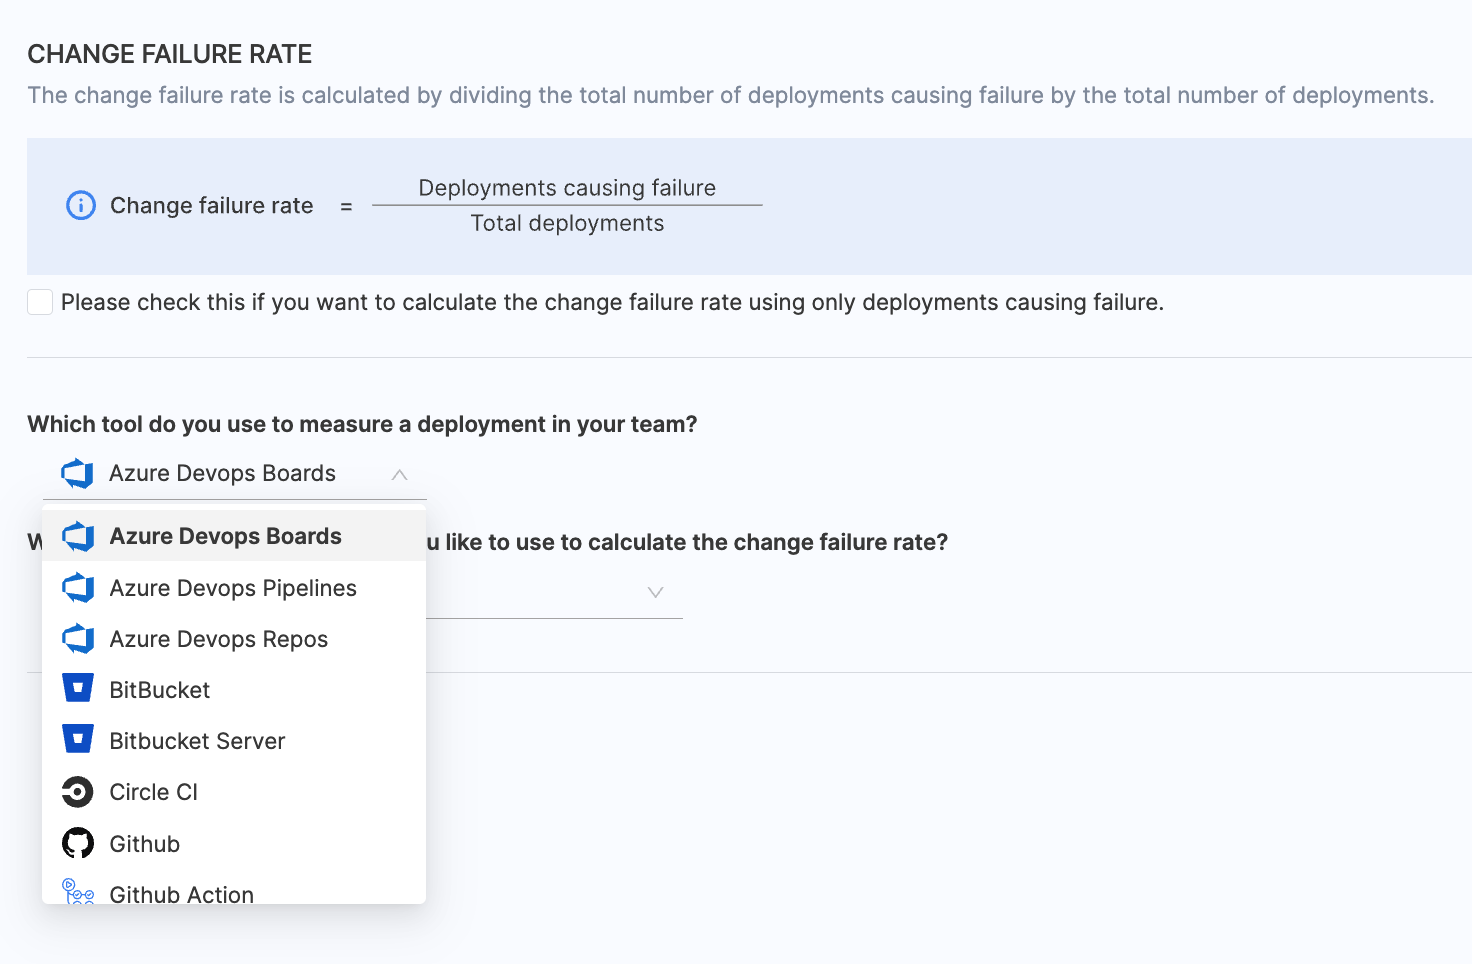 CHANGE FAILURE RATE
The change failure rate is calculated by dividing the total number of deployments causing failure by the total number of deployments.
Change failure rate = Deployments causing failure
Total deployments
Please check this if you want to calculate the change failure rate using only deployments causing failure.
Which tool do you use to measure a deployment in your team?
Azure Devops Boards
Azure Devops Boards
like to use to calculate the change failure rate?
Azure Devops Pipelines
Azure Devops Repos
BitBucket
Bitbucket Server
Circle CI
Github
Github Action